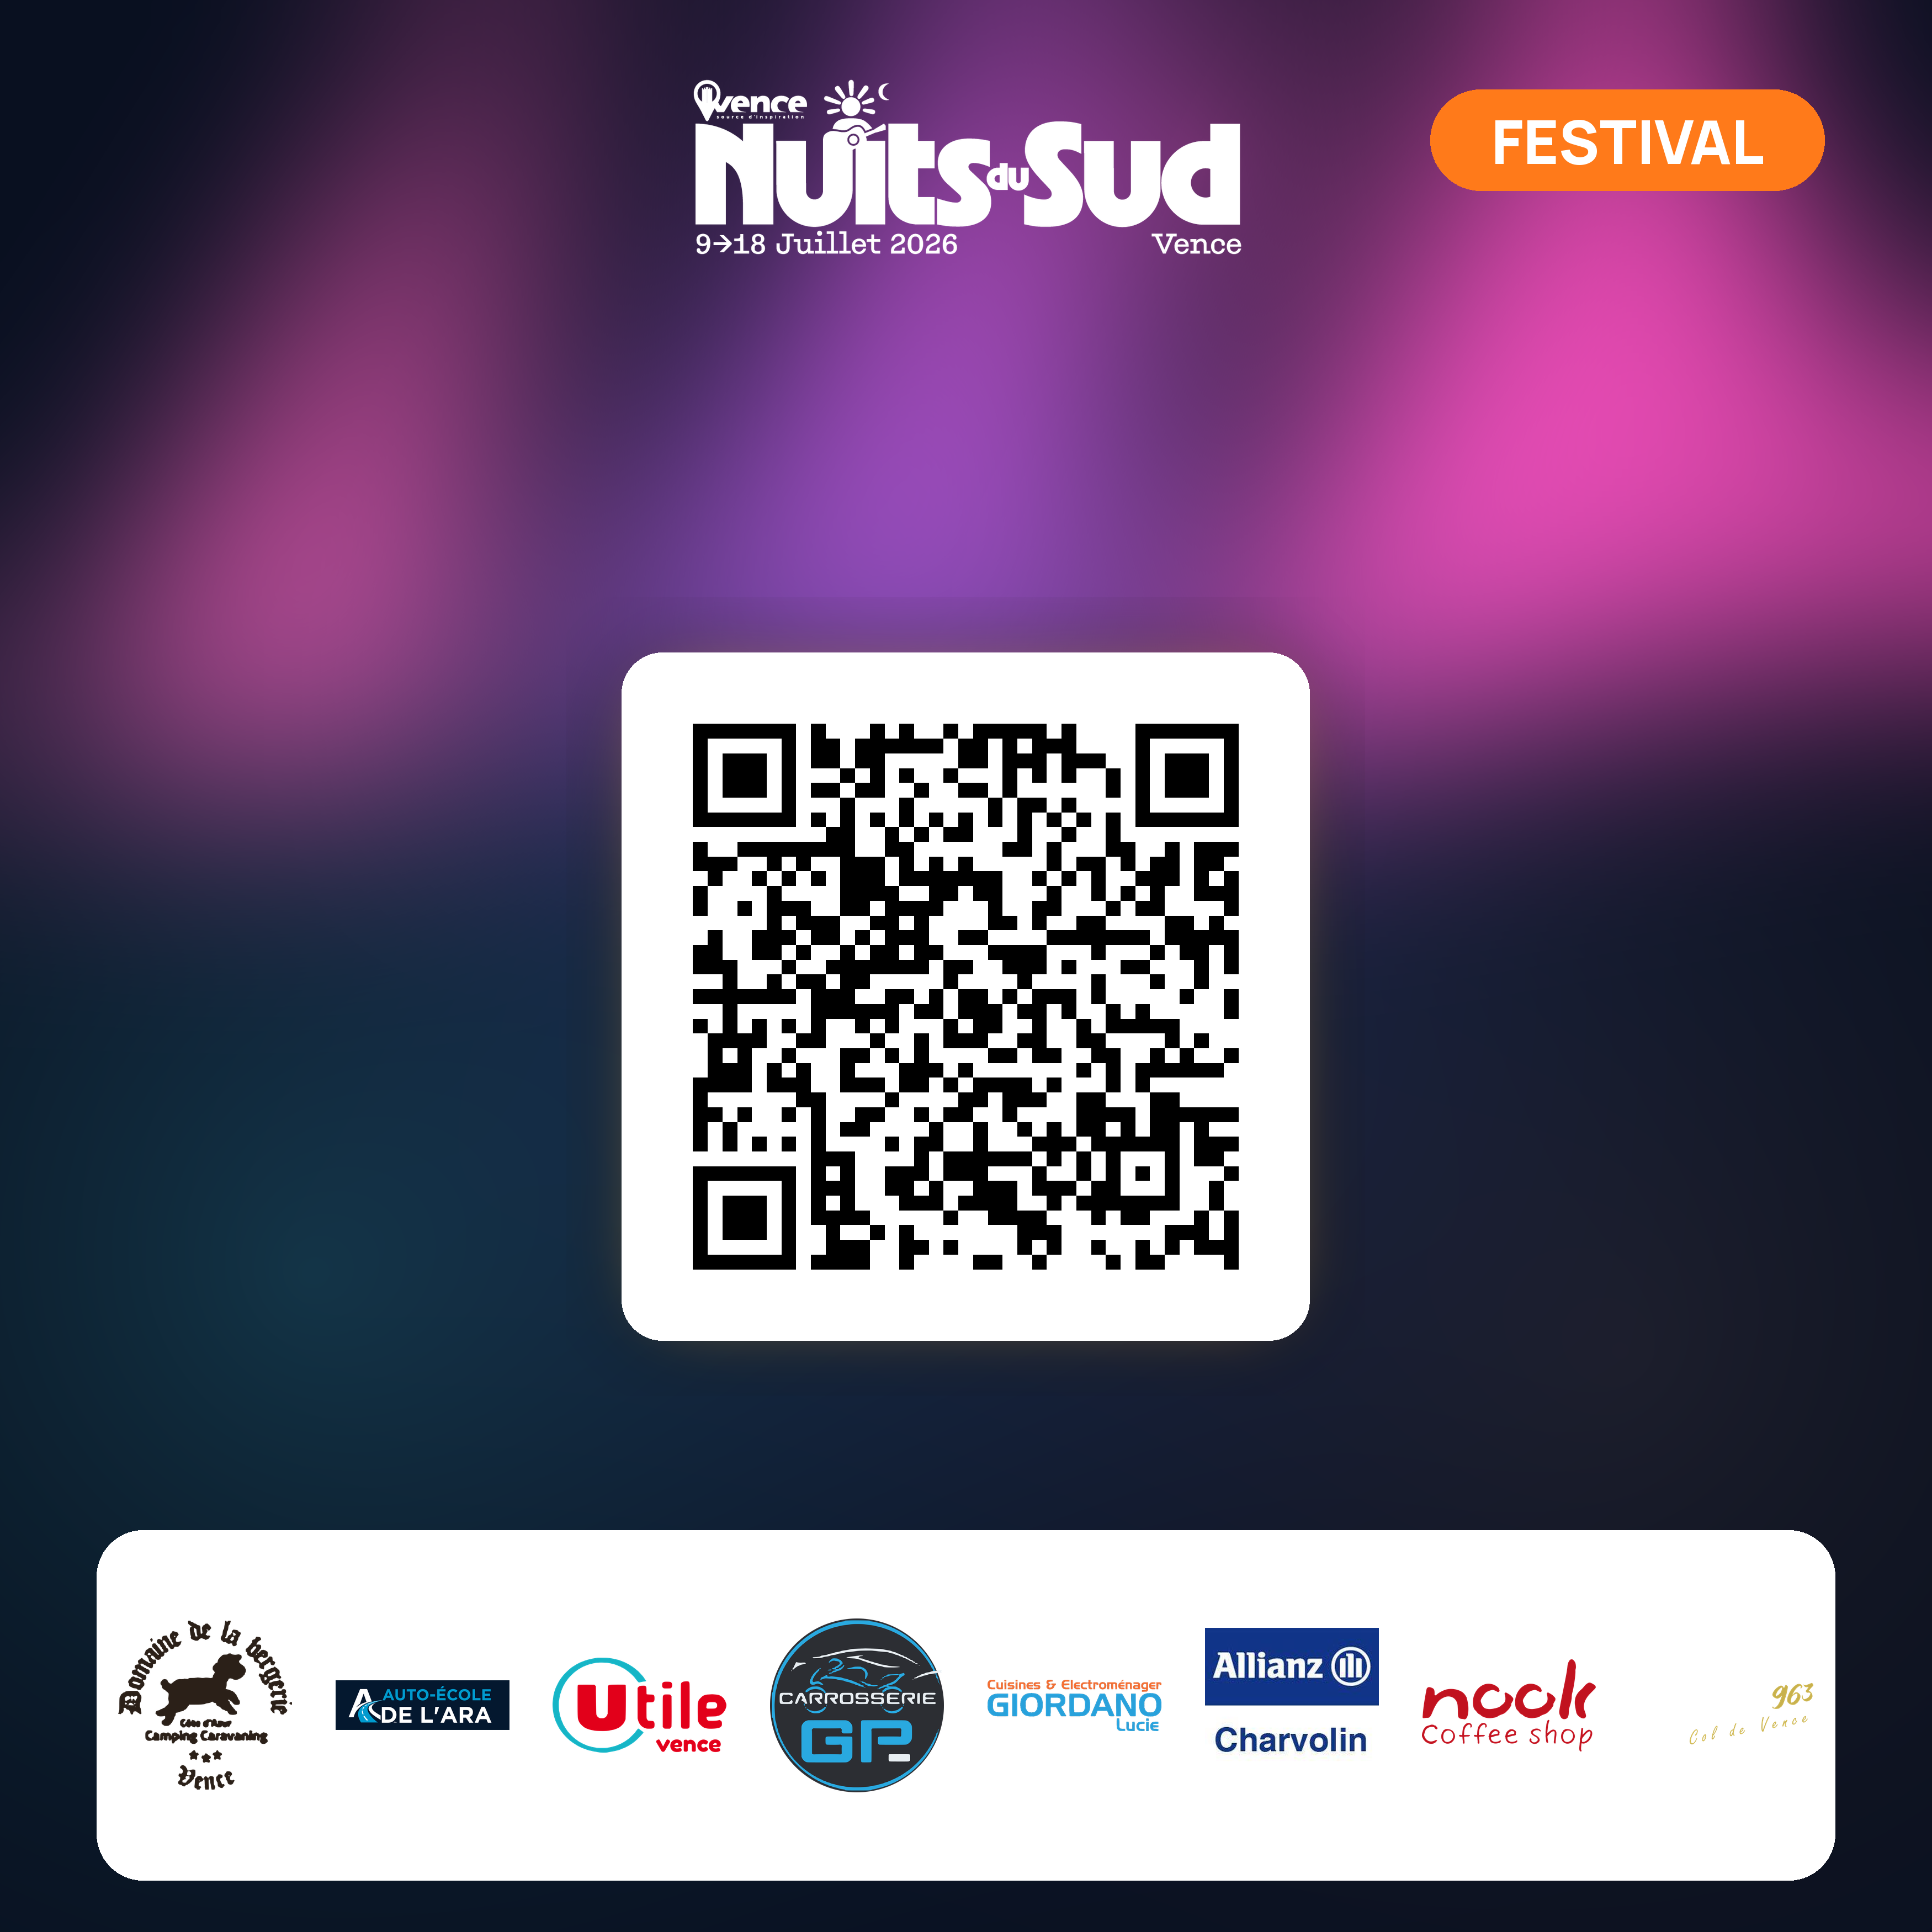 Vence
source d'inspiration
Nuits du Sud
9→18 Juillet 2026
Vence
FESTIVAL
Domaine de la bergerie
Côte d'Azur
Camping Caravaning
Vence
AUTO-ÉCOLE
DE L'ARA
Utile
vence
CARROSSERIE
GP
Cuisines & Electroménager
GIORDANO
Lucie
Allianz
Charvolin
nook
Coffee shop
963
Col de Vence